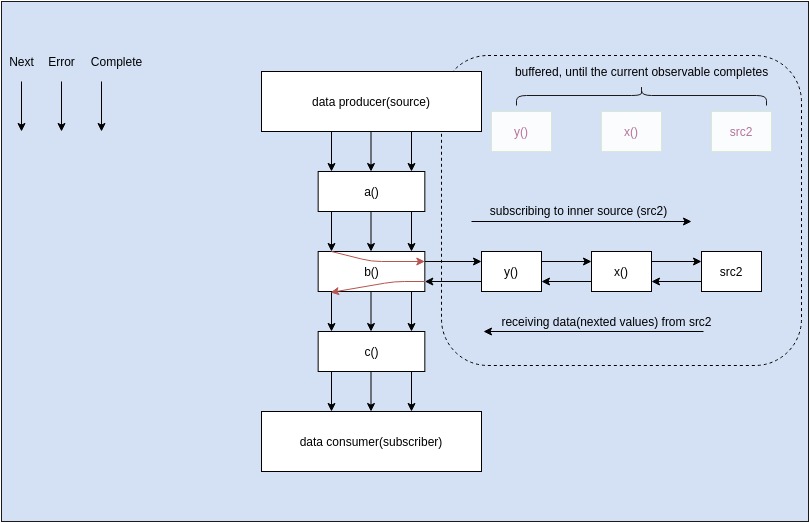 Next Error Complete
data producer(source)
buffered, until the current observable completes
y() x() src2
a()
subscribing to inner source (src2)
b() y() x() src2
receiving data(nexted values) from src2
c()
data consumer(subscriber)